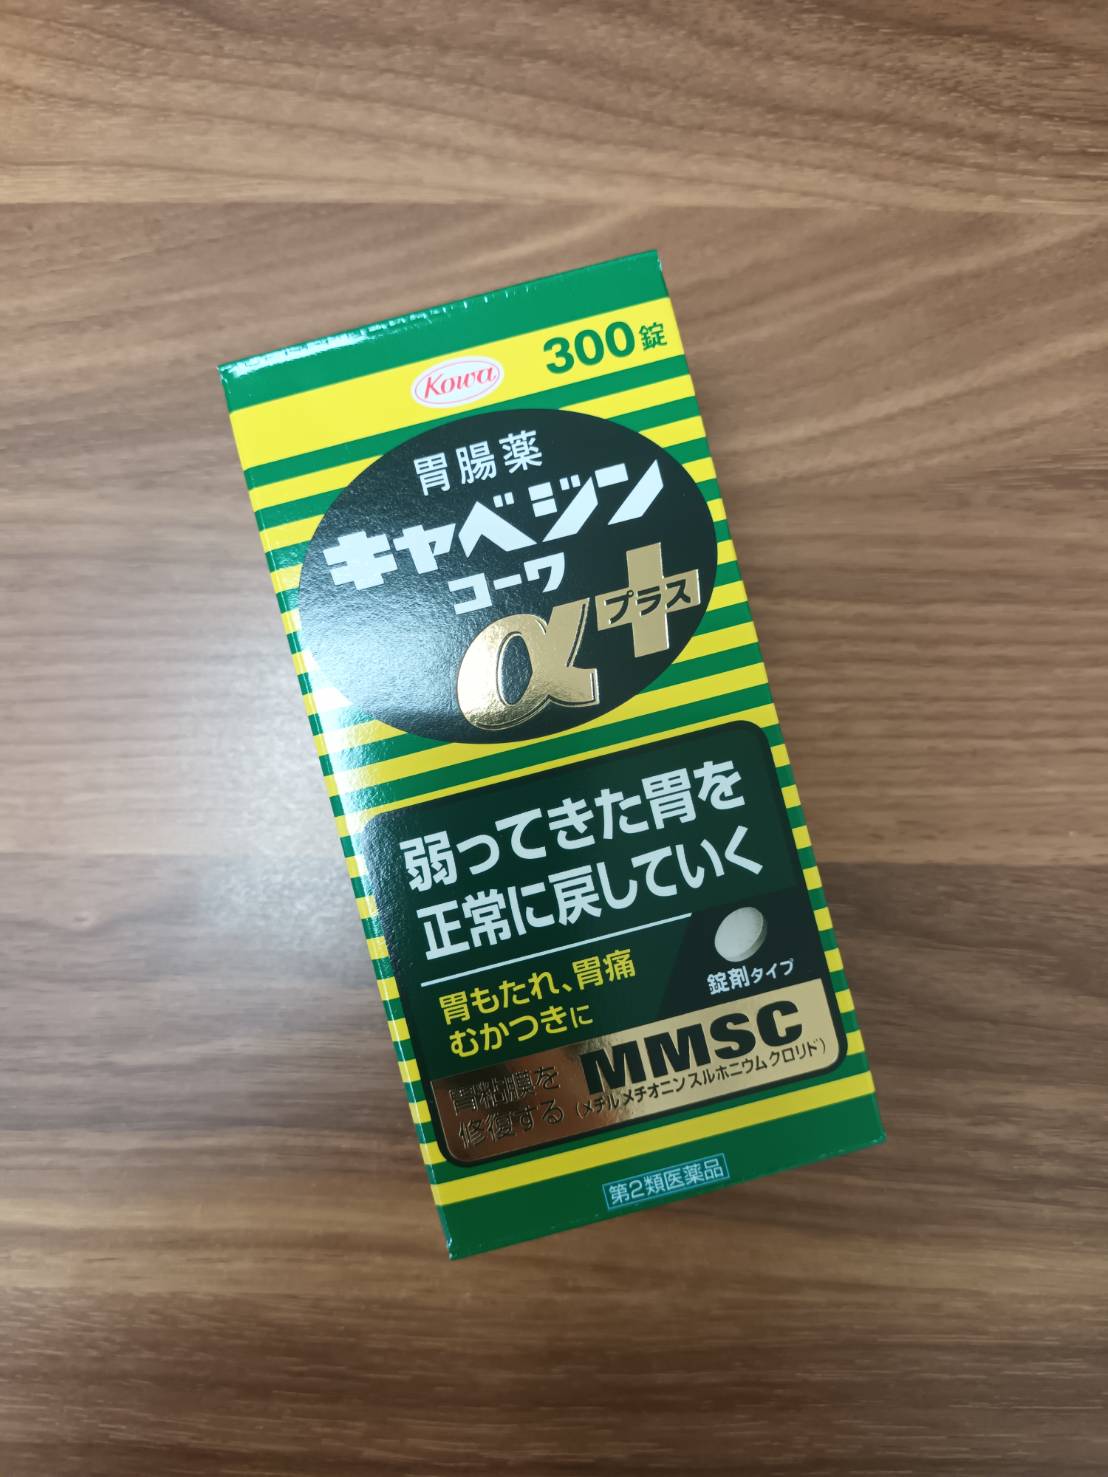 300錠
Kowa
胃腸薬
キャベジン
コーワ
αプラス
弱ってきた胃を
正常に戻していく
胃もたれ、胃痛
むかつきに
錠剤タイプ
胃粘膜を
修復する
MMSC
(メチルメチオニンスルホニウムクロリド)
第2類医薬品